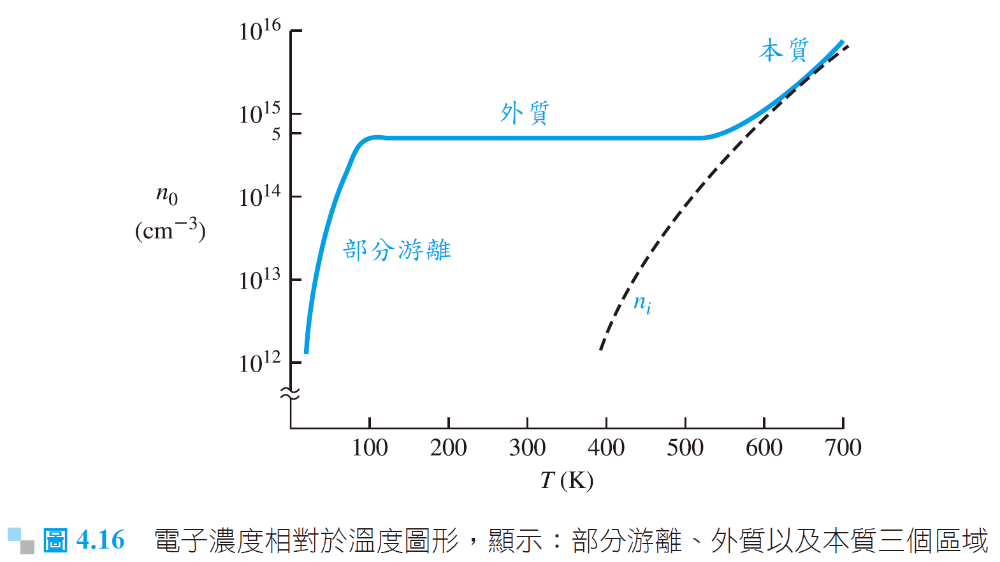 10^16
本質
外質
10^15
5
10^14
n_0
(cm^−3)
部分游離
10^13
n_i
10^12
100 200 300 400 500 600 700
T (K)
圖 4.16 電子濃度相對於溫度圖形，顯示：部分游離、外質以及本質三個區域